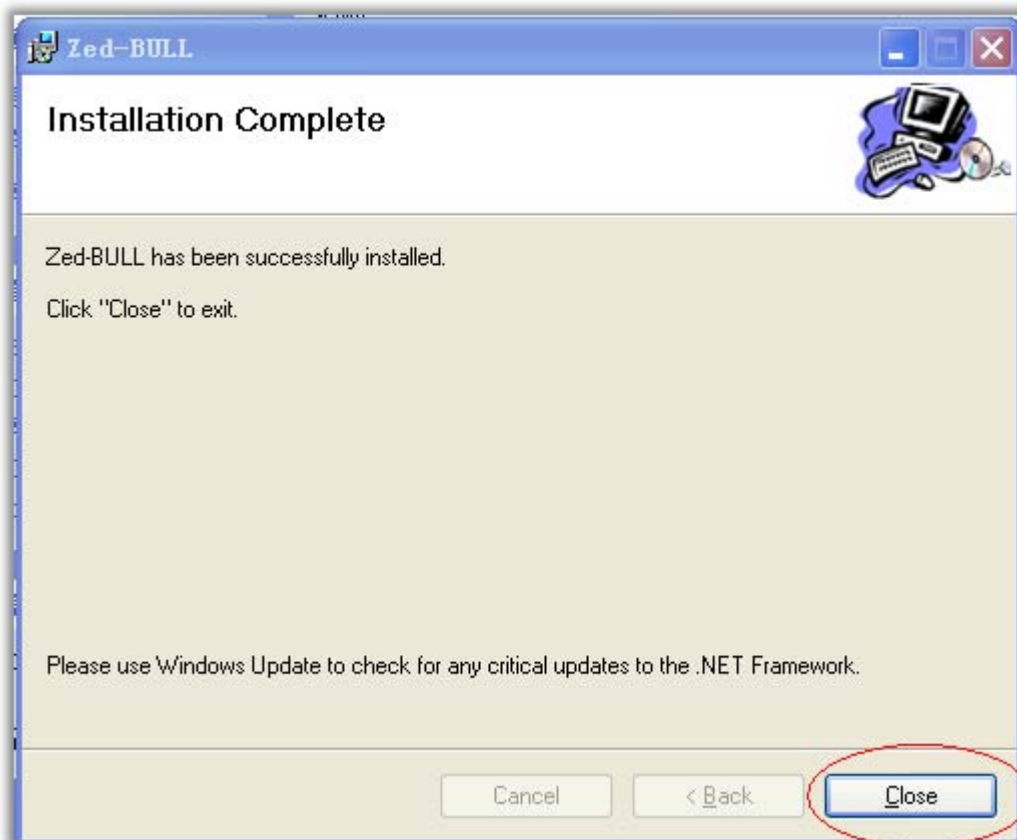 Zed-BULL
Installation Complete
Zed-BULL has been successfully installed.
Click "Close" to exit.
Please use Windows Update to check for any critical updates to the .NET Framework.
Cancel
< Back
Close